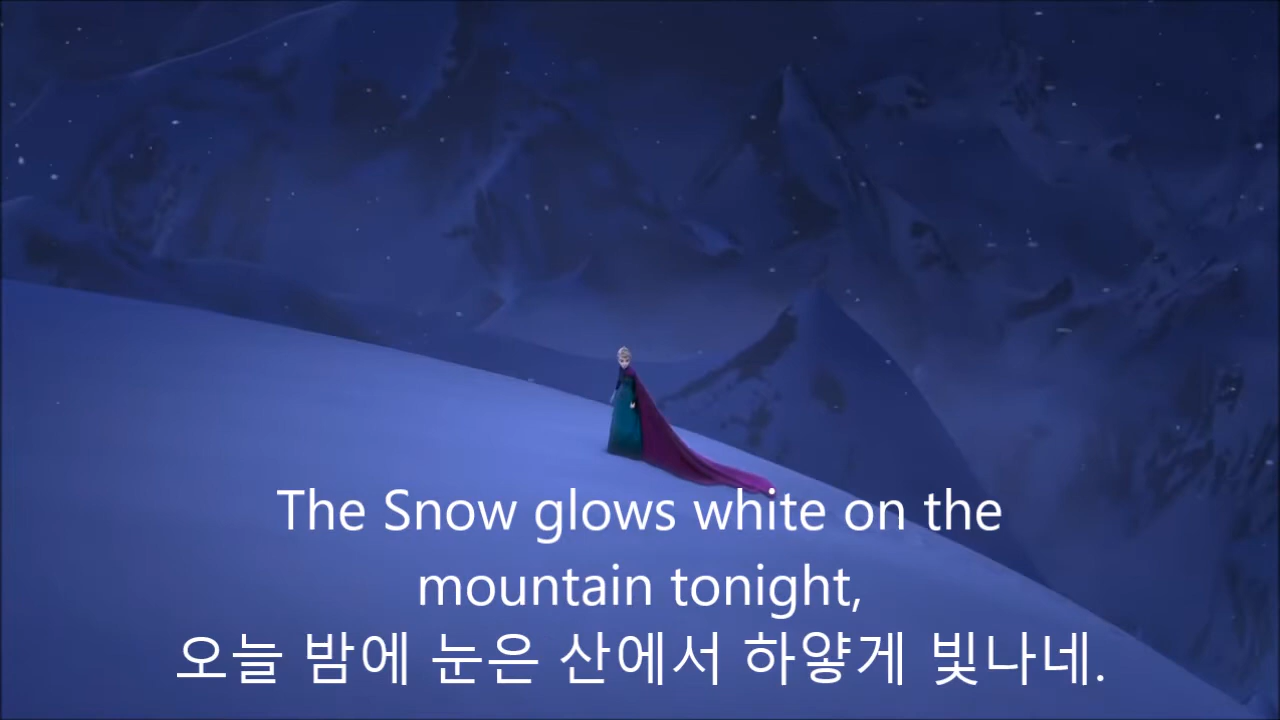 The Snow glows white on the
mountain tonight,
오늘 밤에 눈은 산에서 하얗게 빛나네.